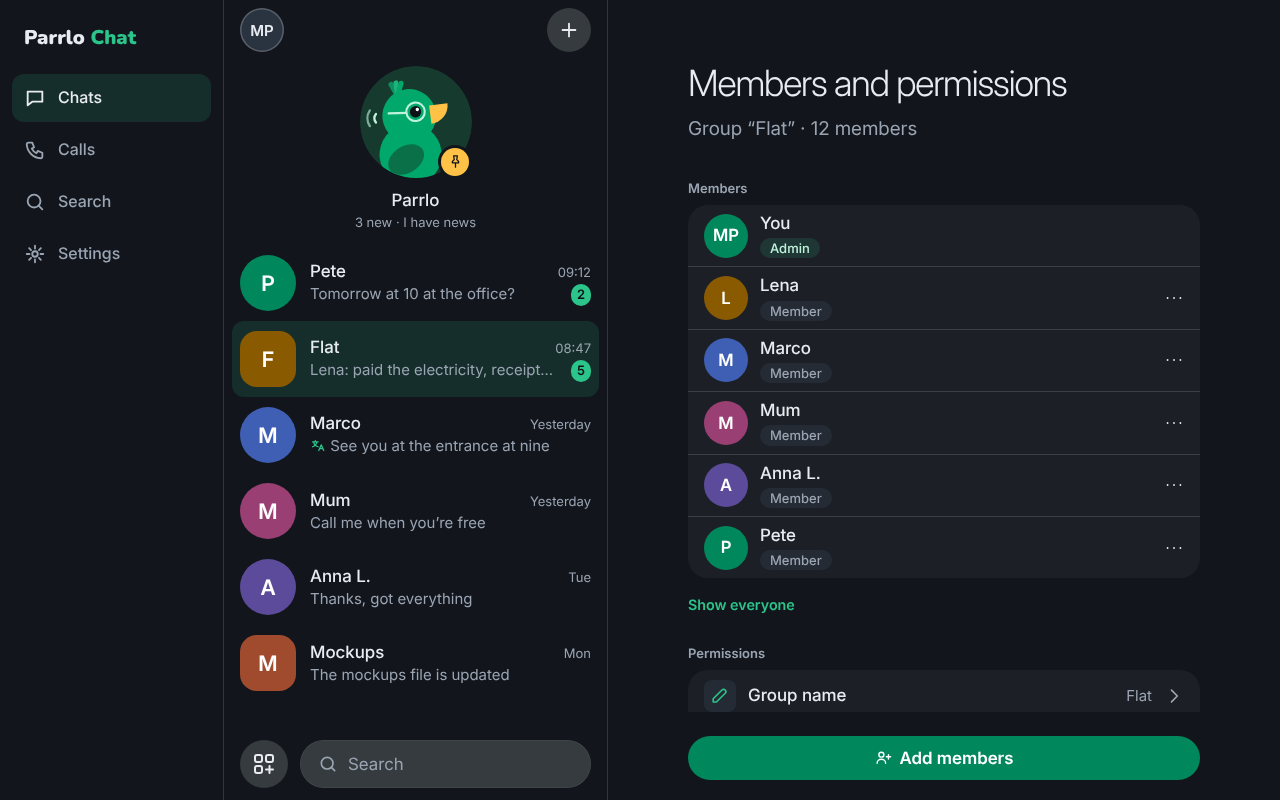 Parrlo Chat
Chats
Calls
Search
Settings
MP
Parrlo
3 new · I have news
P
Pete
09:12
Tomorrow at 10 at the office?
2
F
Flat
08:47
Lena: paid the electricity, receipt…
5
M
Marco
Yesterday
See you at the entrance at nine
M
Mum
Yesterday
Call me when you’re free
A
Anna L.
Tue
Thanks, got everything
M
Mockups
Mon
The mockups file is updated
Search
Members and permissions
Group “Flat” · 12 members
Members
MP
You
Admin
L
Lena
Member
M
Marco
Member
M
Mum
Member
A
Anna L.
Member
P
Pete
Member
Show everyone
Permissions
Group name
Flat
Add members